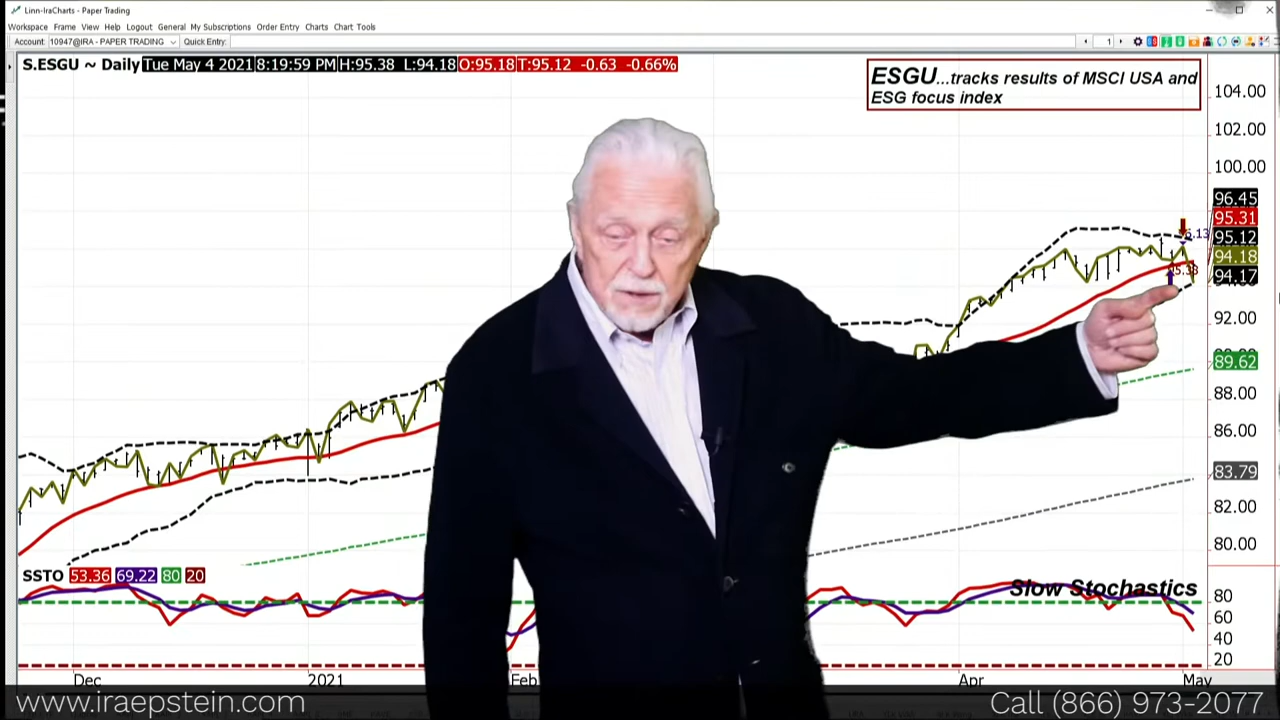 Linn-IraCharts - Paper Trading
Workspace Frame View Help Logout General My Subscriptions Order Entry Charts Chart Tools
Account: 10947@IRA - PAPER TRADING Quick Entry: 1
S.ESGU ~ Daily Tue May 4 2021 8:19:59 PM H:95.38 L:94.18 O:95.18 T:95.12 -0.63 -0.66%
ESGU...tracks results of MSCI USA and
ESG focus index
104.00
102.00
100.00
96.45
95.31
95.12
94.18
94.17
92.00
89.62
88.00
86.00
83.79
82.00
80.00
SSTO 53.36 69.22 80 20
Slow Stochastics
80
60
40
20
Dec 2021 Feb Apr May
www.iraepstein.com Call (866) 973-2077